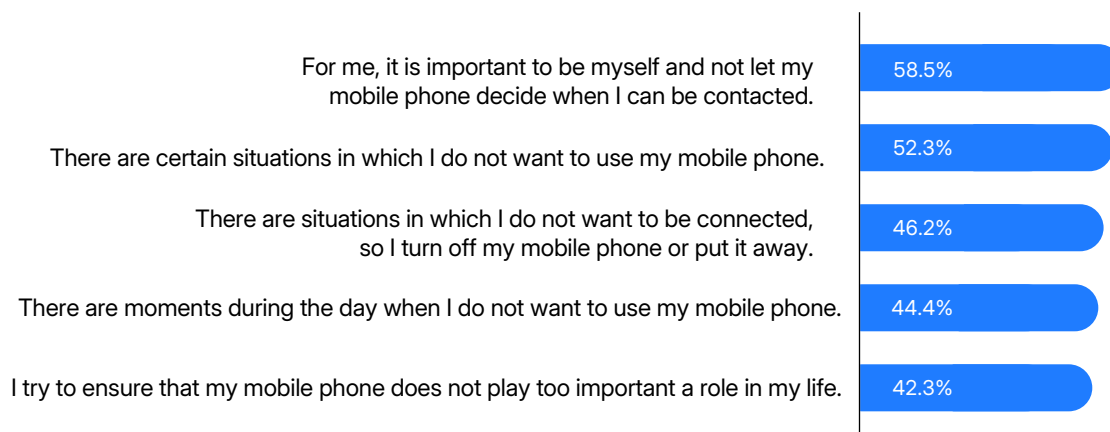 For me, it is important to be myself and not let my
mobile phone decide when I can be contacted.
58.5%
There are certain situations in which I do not want to use my mobile phone.
52.3%
There are situations in which I do not want to be connected,
so I turn off my mobile phone or put it away.
46.2%
There are moments during the day when I do not want to use my mobile phone.
44.4%
I try to ensure that my mobile phone does not play too important a role in my life.
42.3%